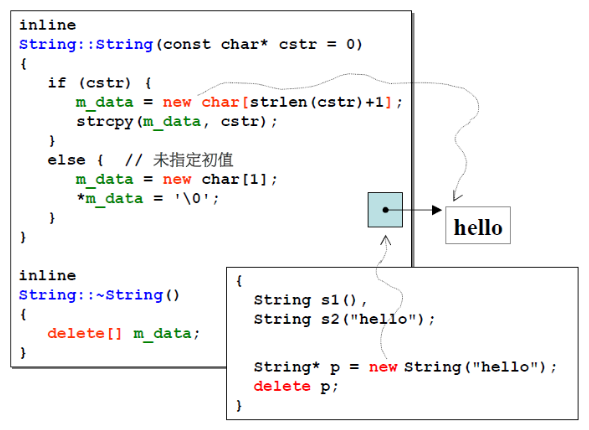 inline
String::String(const char* cstr = 0)
{
if (cstr) {
m_data = new char[strlen(cstr)+1];
strcpy(m_data, cstr);
}
else { // 未指定初值
m_data = new char[1];
*m_data = '\0';
}
}
hello
inline
String::~String()
{
delete[] m_data;
}
{
String s1(),
String s2("hello");
String* p = new String("hello");
delete p;
}